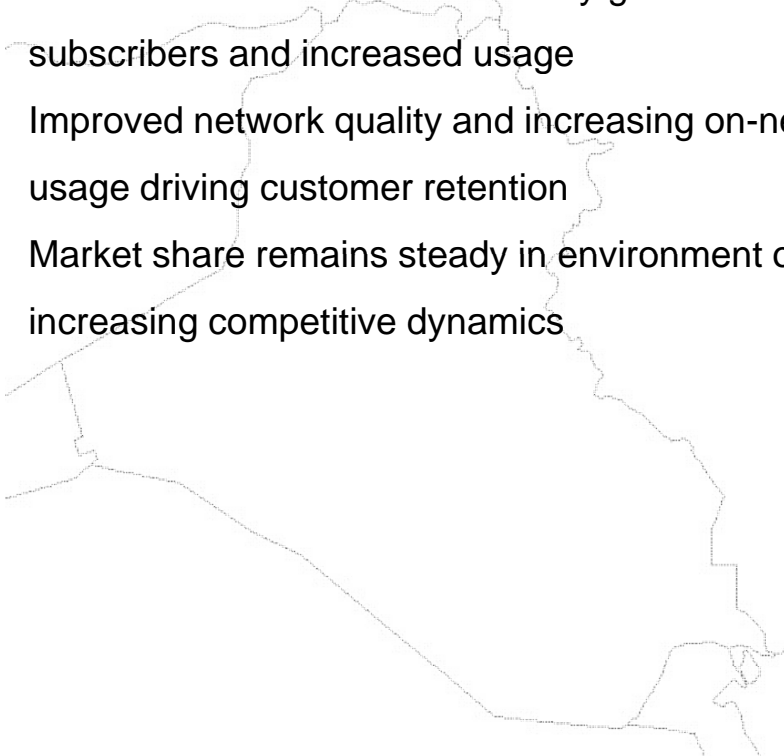 subscribers and increased usage
Improved network quality and increasing on-
usage driving customer retention
Market share remains steady in environment
increasing competitive dynamics